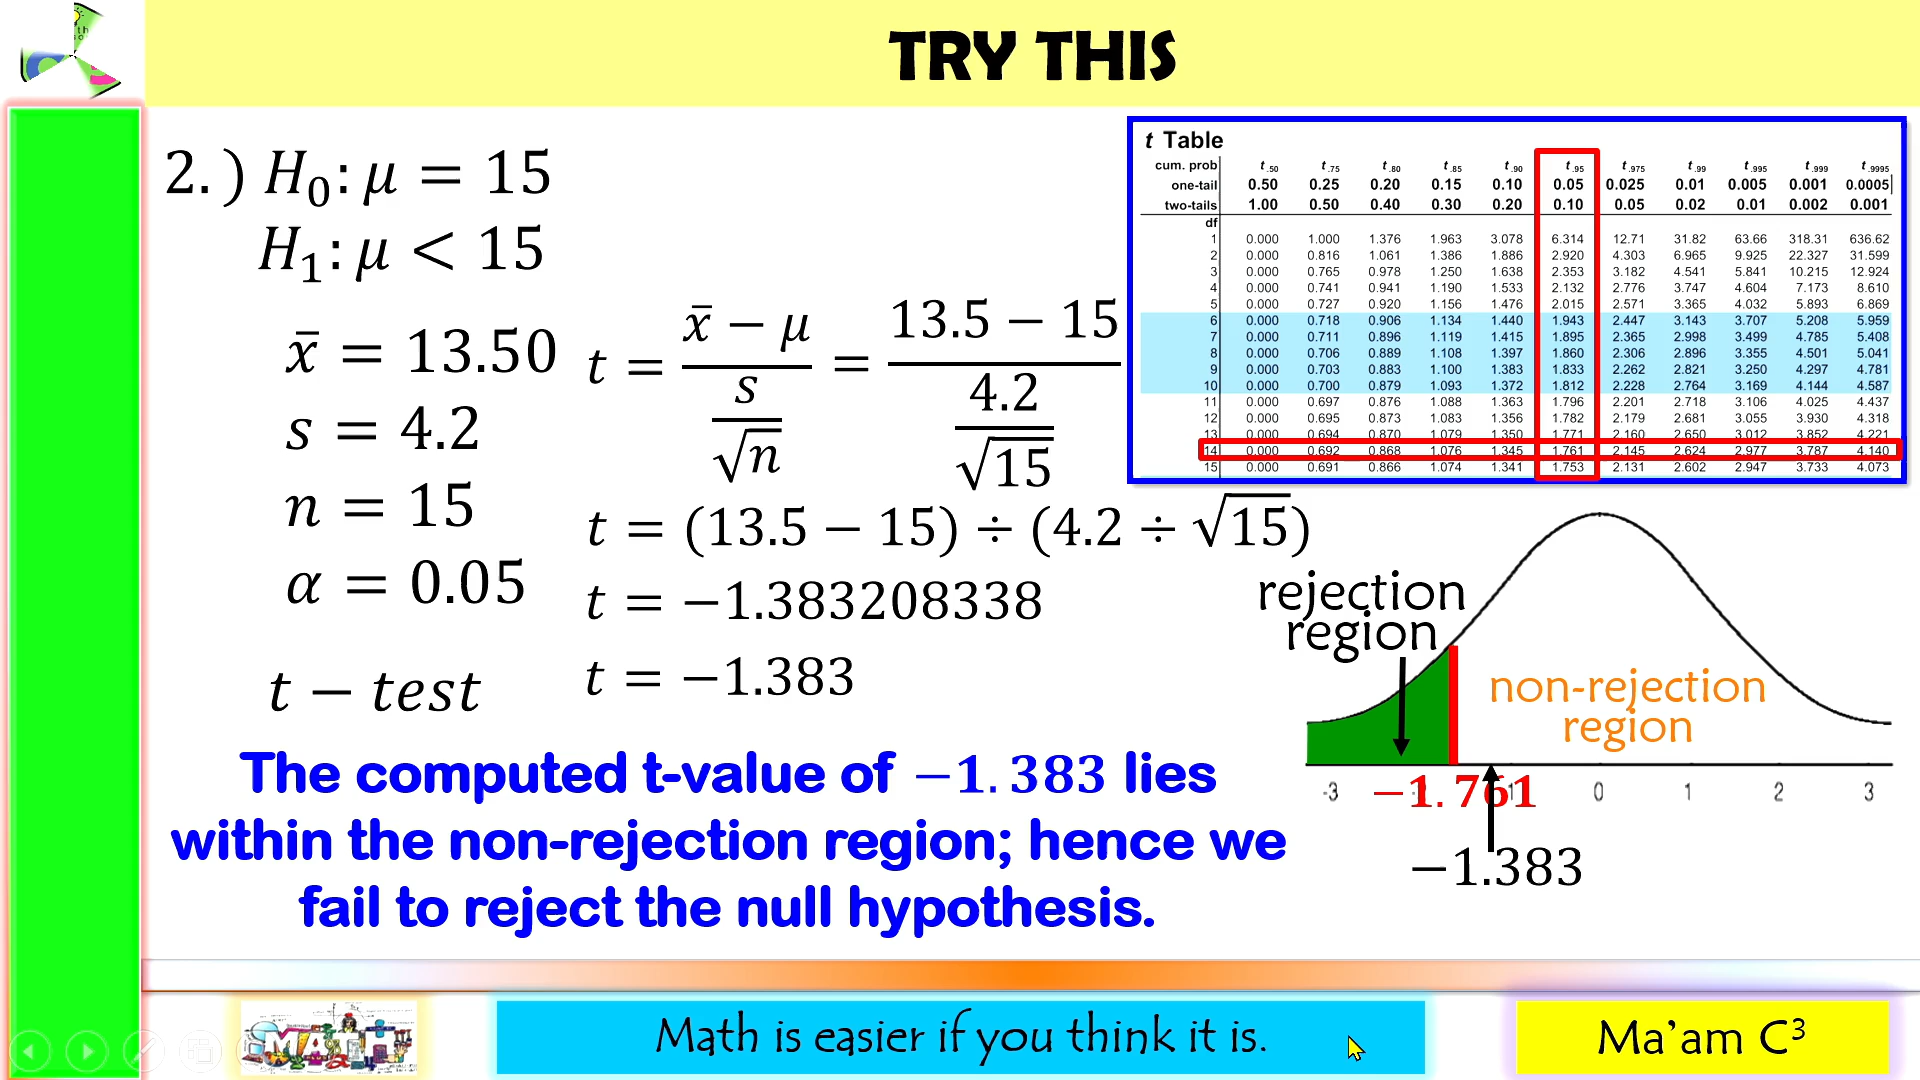 TRY THIS
2.) H₀: μ = 15
H₁: μ < 15
x̄ = 13.50
s = 4.2
n = 15
α = 0.05
t − test
t = (x̄ − μ) / (s / √n) = (13.5 − 15) / (4.2 / √15)
t = (13.5 − 15) ÷ (4.2 ÷ √15)
t = −1.383208338
t = −1.383
t Table
cum. prob t.50 t.75 t.80 t.85 t.90 t.95 t.975 t.99 t.995 t.999 t.9995
one-tail 0.50 0.25 0.20 0.15 0.10 0.05 0.025 0.01 0.005 0.001 0.0005
two-tails 1.00 0.50 0.40 0.30 0.20 0.10 0.05 0.02 0.01 0.002 0.001
df
1 0.000 1.000 1.376 1.963 3.078 6.314 12.71 31.82 63.66 318.31 636.62
2 0.000 0.816 1.061 1.386 1.886 2.920 4.303 6.965 9.925 22.327 31.599
3 0.000 0.765 0.978 1.250 1.638 2.353 3.182 4.541 5.841 10.215 12.924
4 0.000 0.741 0.941 1.190 1.533 2.132 2.776 3.747 4.604 7.173 8.610
5 0.000 0.727 0.920 1.156 1.476 2.015 2.571 3.365 4.032 5.893 6.869
6 0.000 0.718 0.906 1.134 1.440 1.943 2.447 3.143 3.707 5.208 5.959
7 0.000 0.711 0.896 1.119 1.415 1.895 2.365 2.998 3.499 4.785 5.408
8 0.000 0.706 0.889 1.108 1.397 1.860 2.306 2.896 3.355 4.501 5.041
9 0.000 0.703 0.883 1.100 1.383 1.833 2.262 2.821 3.250 4.297 4.781
10 0.000 0.700 0.879 1.093 1.372 1.812 2.228 2.764 3.169 4.144 4.587
11 0.000 0.697 0.876 1.088 1.363 1.796 2.201 2.718 3.106 4.025 4.437
12 0.000 0.695 0.873 1.083 1.356 1.782 2.179 2.681 3.055 3.930 4.318
13 0.000 0.694 0.870 1.079 1.350 1.771 2.160 2.650 3.012 3.852 4.221
14 0.000 0.692 0.868 1.076 1.345 1.761 2.145 2.624 2.977 3.787 4.140
15 0.000 0.691 0.866 1.074 1.341 1.753 2.131 2.602 2.947 3.733 4.073
rejection
region
non-rejection
region
-3 −1.761 0 1 2 3
−1.383
The computed t-value of −1.383 lies
within the non-rejection region; hence we
fail to reject the null hypothesis.
MATH
Math is easier if you think it is.
Ma'am C³